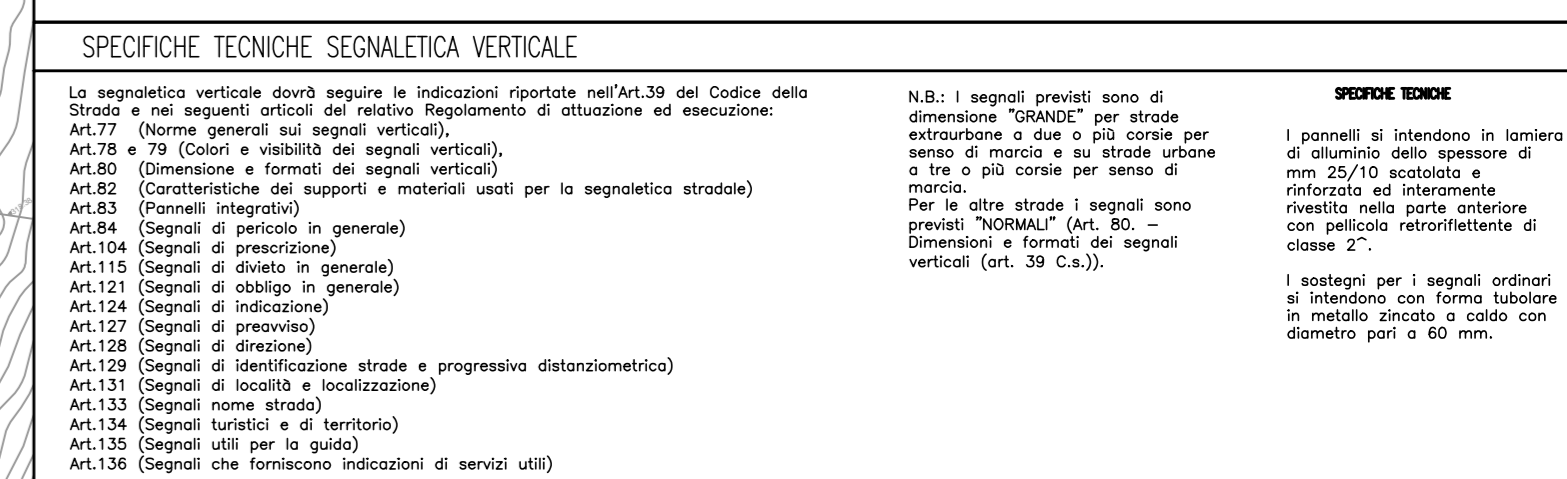 SPECIFICHE TECNICHE SEGNALETICA VERTICALE
La segnaletica verticale dovrà seguire le indicazioni riportate nell'Art.39 del Codice della
Strada e nei seguenti articoli del relativo Regolamento di attuazione ed esecuzione:
Art.77 (Norme generali sui segnali verticali),
Art.78 e 79 (Colori e visibilità dei segnali verticali),
Art.80 (Dimensione e formati dei segnali verticali)
Art.82 (Caratteristiche dei supporti e materiali usati per la segnaletica stradale)
Art.83 (Pannelli integrativi)
Art.84 (Segnali di pericolo in generale)
Art.104 (Segnali di prescrizione)
Art.115 (Segnali di divieto in generale)
Art.121 (Segnali di obbligo in generale)
Art.124 (Segnali di indicazione)
Art.127 (Segnali di preavviso)
Art.128 (Segnali di direzione)
Art.129 (Segnali di identificazione strade e progressiva distanziometrica)
Art.131 (Segnali di località e localizzazione)
Art.133 (Segnali nome strada)
Art.134 (Segnali turistici e di territorio)
Art.135 (Segnali utili per la guida)
Art.136 (Segnali che forniscono indicazioni di servizi utili)
N.B.: I segnali previsti sono di
dimensione "GRANDE" per strade
extraurbane a due o più corsie per
senso di marcia e su strade urbane
a tre o più corsie per senso di
marcia.
Per le altre strade i segnali sono
previsti "NORMALI" (Art. 80. –
Dimensioni e formati dei segnali
verticali (art. 39 C.s.)).
SPECIFICHE TECNICHE
I pannelli si intendono in lamiera
di alluminio dello spessore di
mm 25/10 scatolata e
rinforzata ed interamente
rivestita nella parte anteriore
con pellicola retroriflettente di
classe 2^.
I sostegni per i segnali ordinari
si intendono con forma tubolare
in metallo zincato a caldo con
diametro pari a 60 mm.